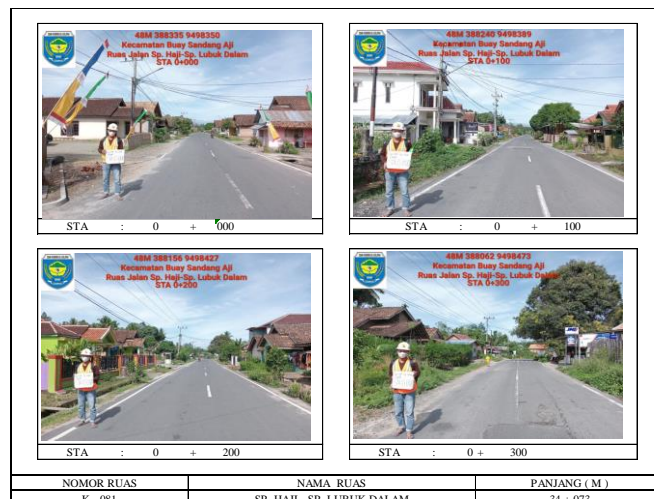 48M 388335 9498350
Kecamatan Buay Sandang Aji
Ruas Jalan Sp. Haji-Sp. Lubuk Dalam
STA 0+000
STA : 0 + 000
48M 388240 9498389
Kecamatan Buay Sandang Aji
Ruas Jalan Sp. Haji-Sp. Lubuk Dalam
STA 0+100
STA : 0 + 100
48M 388156 9498427
Kecamatan Buay Sandang Aji
Ruas Jalan Sp. Haji-Sp. Lubuk Dalam
STA 0+200
STA : 0 + 200
48M 388062 9498473
Kecamatan Buay Sandang Aji
Ruas Jalan Sp. Haji-Sp. Lubuk Dalam
STA 0+300
STA : 0 + 300
NOMOR RUAS NAMA RUAS PANJANG ( M )
K . 081 SP. HAJI - SP. LUBUK DALAM 34 + 073